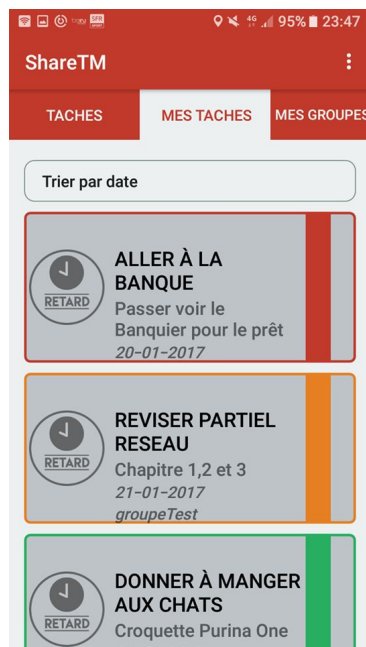 SFR
4G 95% 23:47
ShareTM
TACHES MES TACHES MES GROUPES
Trier par date
ALLER À LA
BANQUE
RETARD
Passer voir le
Banquier pour le prêt
20-01-2017
REVISER PARTIEL
RESEAU
RETARD
Chapitre 1,2 et 3
21-01-2017
groupeTest
DONNER À MANGER
AUX CHATS
RETARD
Croquette Purina One